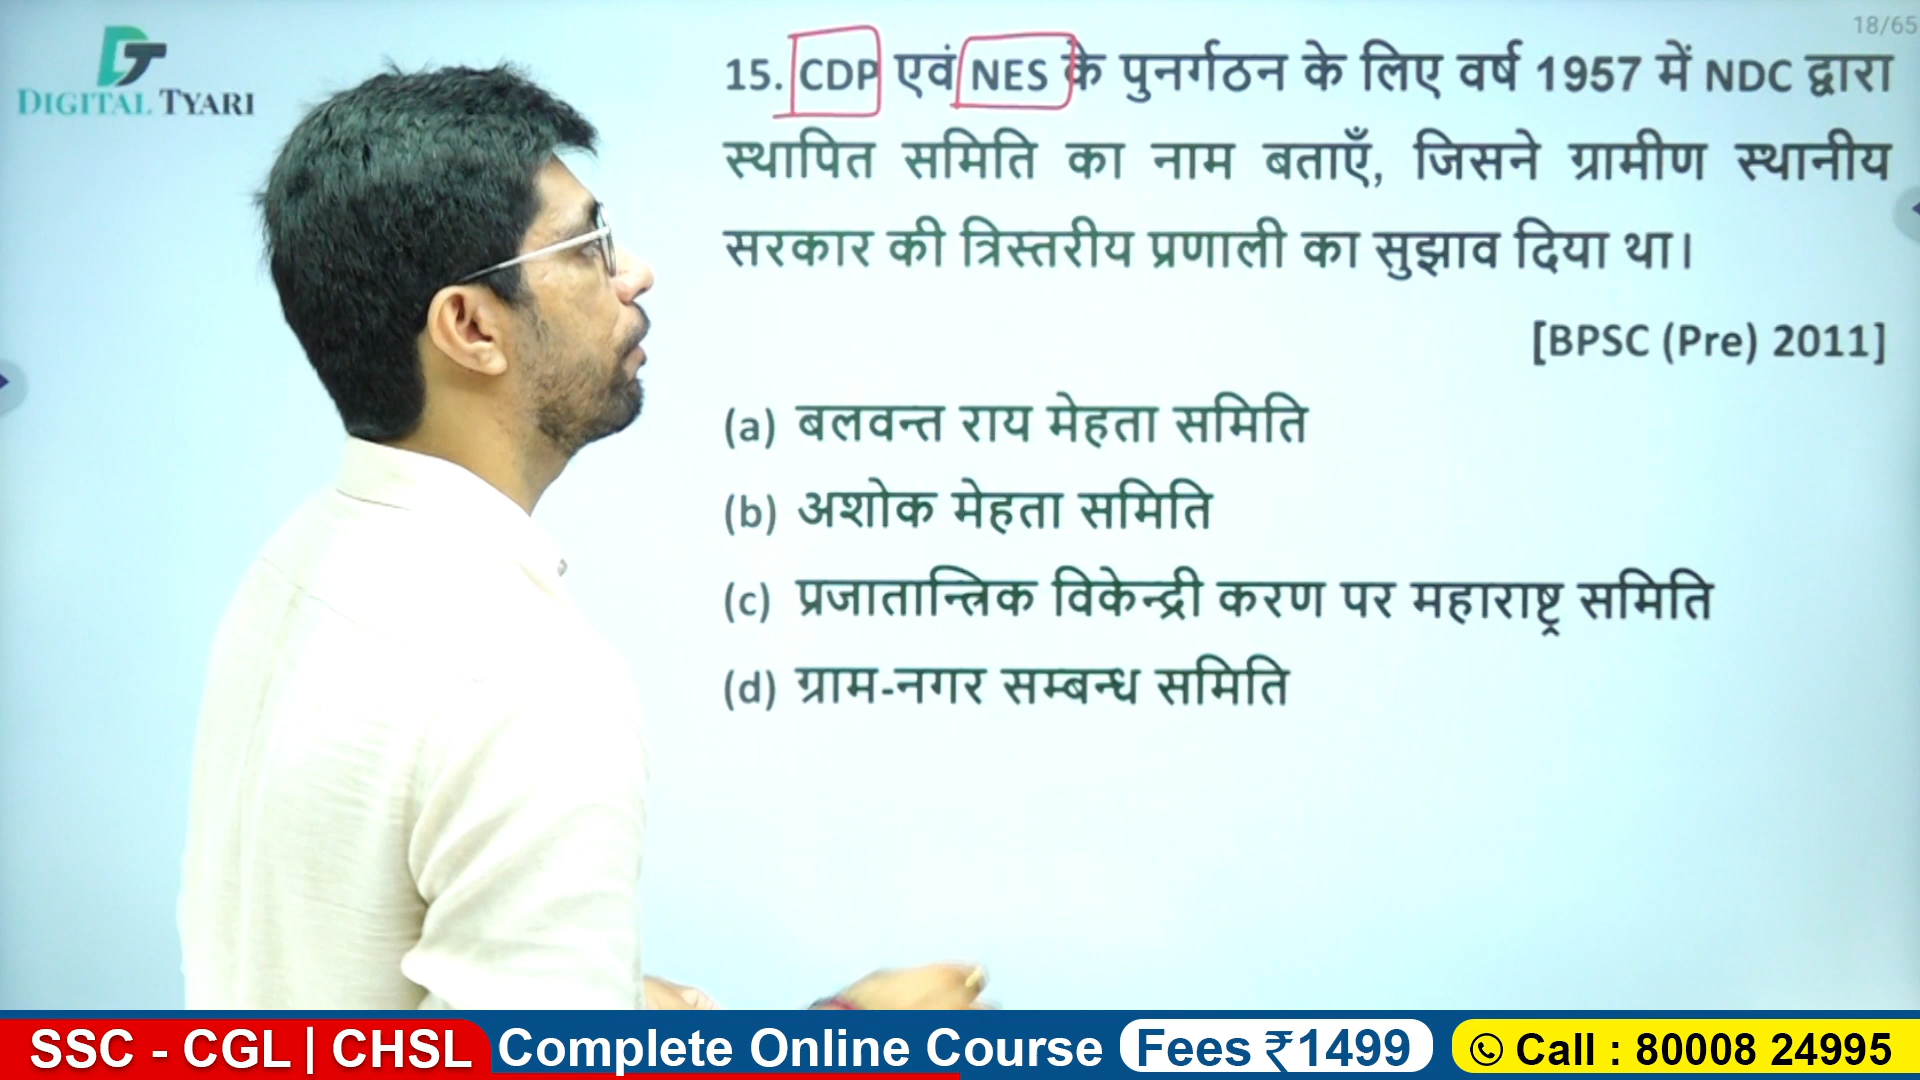 18/65
DIGITAL TYARI
15. CDP एवं NES के पुनर्गठन के लिए वर्ष 1957 में NDC द्वारा
स्थापित समिति का नाम बताएँ, जिसने ग्रामीण स्थानीय
सरकार की त्रिस्तरीय प्रणाली का सुझाव दिया था।
[BPSC (Pre) 2011]
(a) बलवन्त राय मेहता समिति
(b) अशोक मेहता समिति
(c) प्रजातान्त्रिक विकेन्द्री करण पर महाराष्ट्र समिति
(d) ग्राम-नगर सम्बन्ध समिति
SSC - CGL | CHSL Complete Online Course Fees ₹1499 Call : 80008 24995